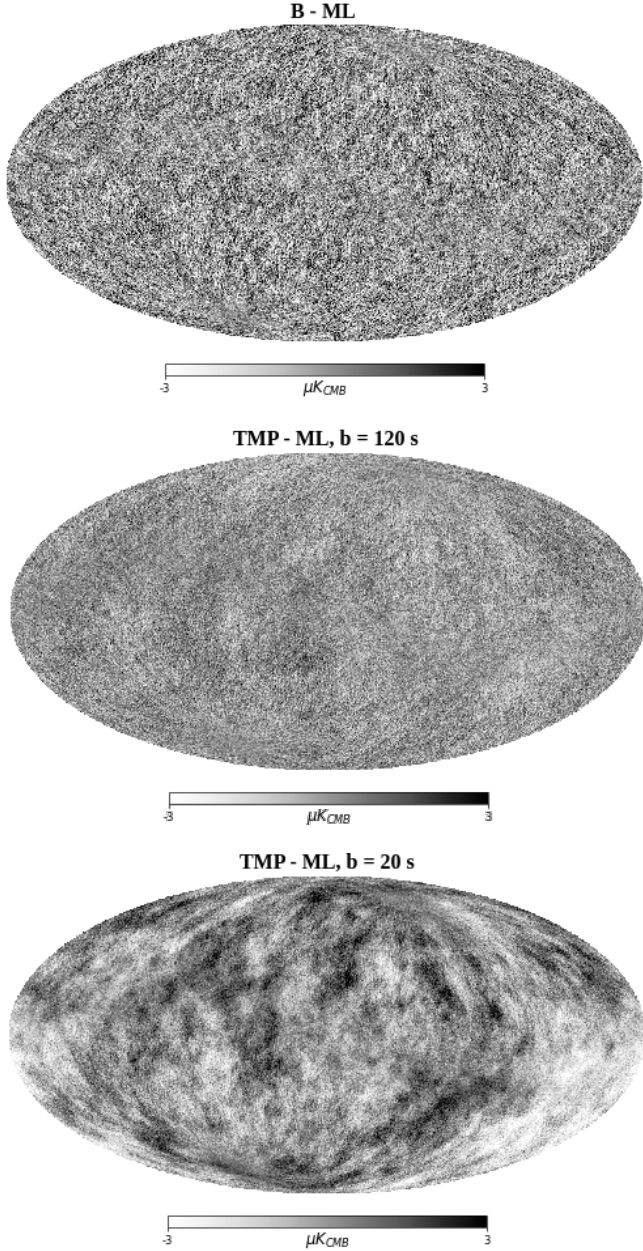 B - ML
-3 3
μK_CMB
TMP - ML, b = 120 s
-3 3
μK_CMB
TMP - ML, b = 20 s
-3 3
μK_CMB